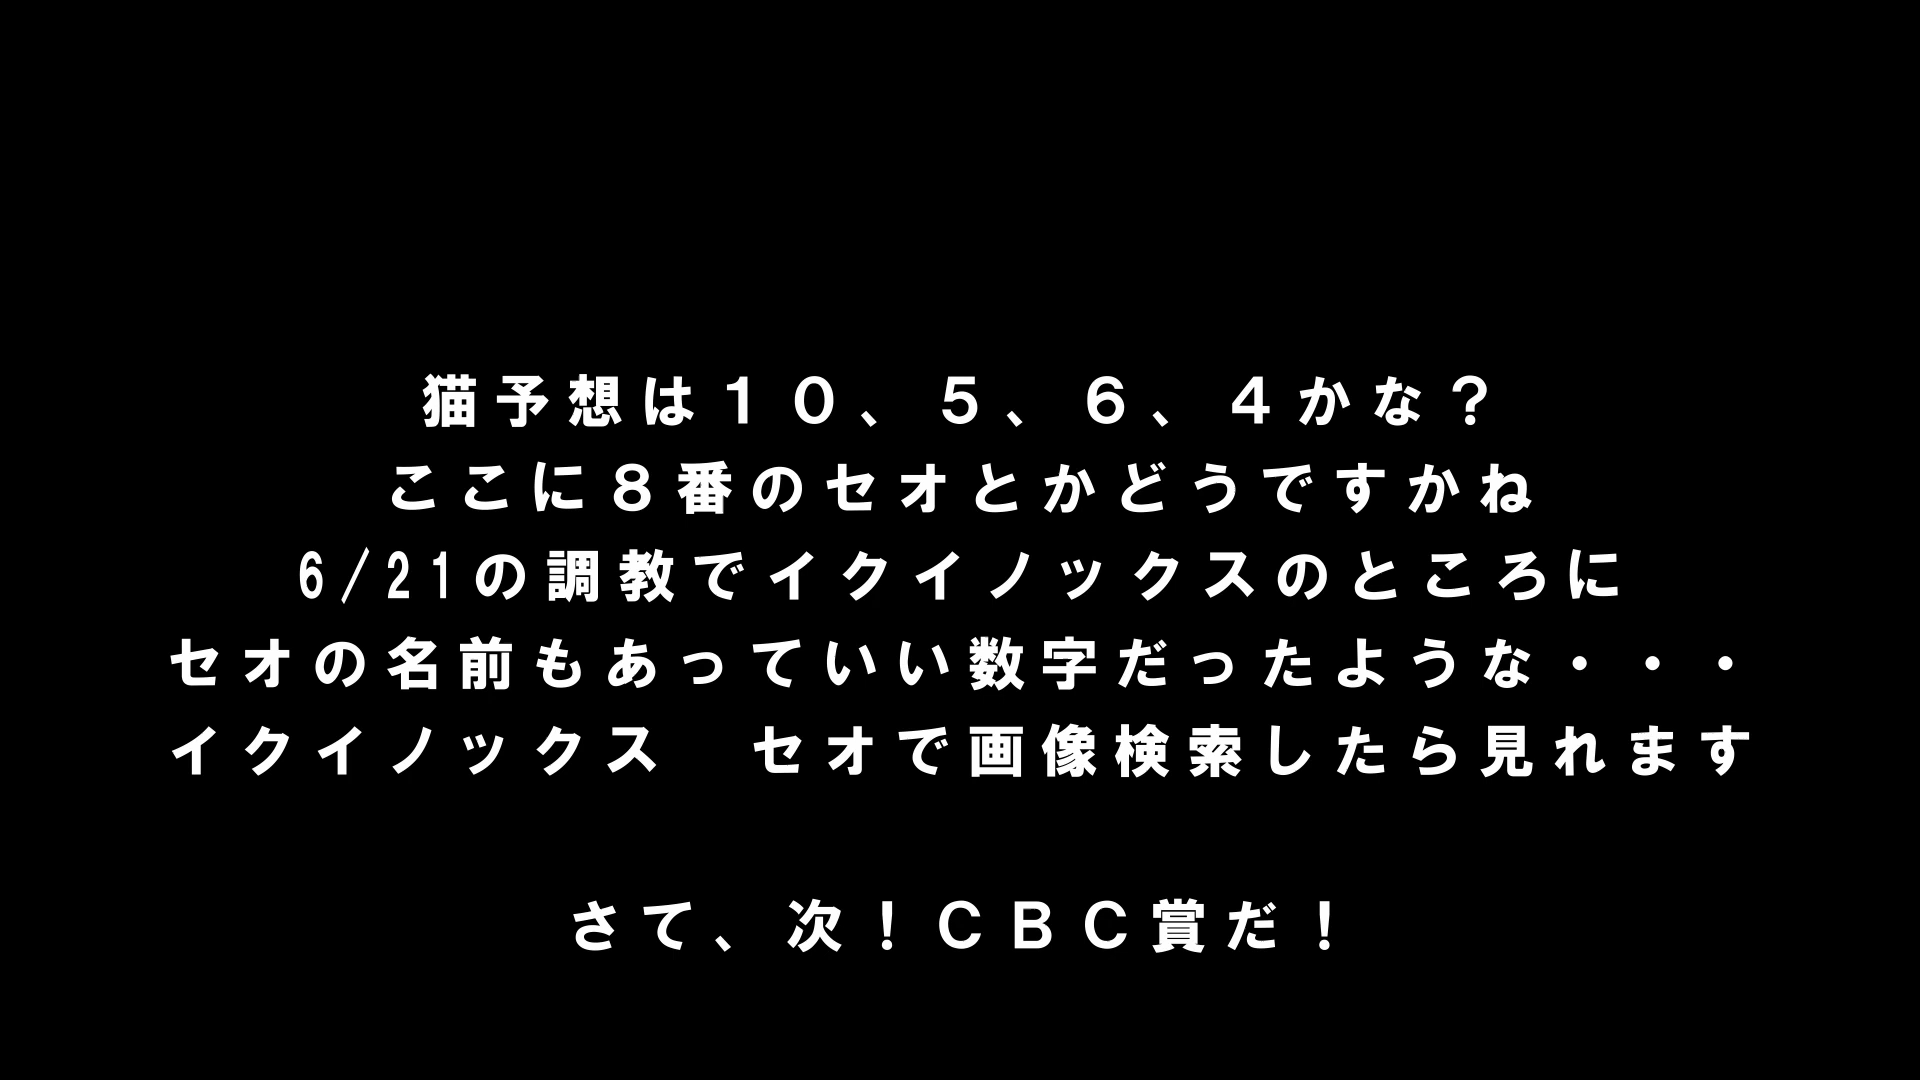 猫予想は１０、５、６、４かな？
ここに８番のセオとかどうですかね
6/21の調教でイクイノックスのところに
セオの名前もあっていい数字だったような・・・
イクイノックス　セオで画像検索したら見れます
さて、次！ＣＢＣ賞だ！